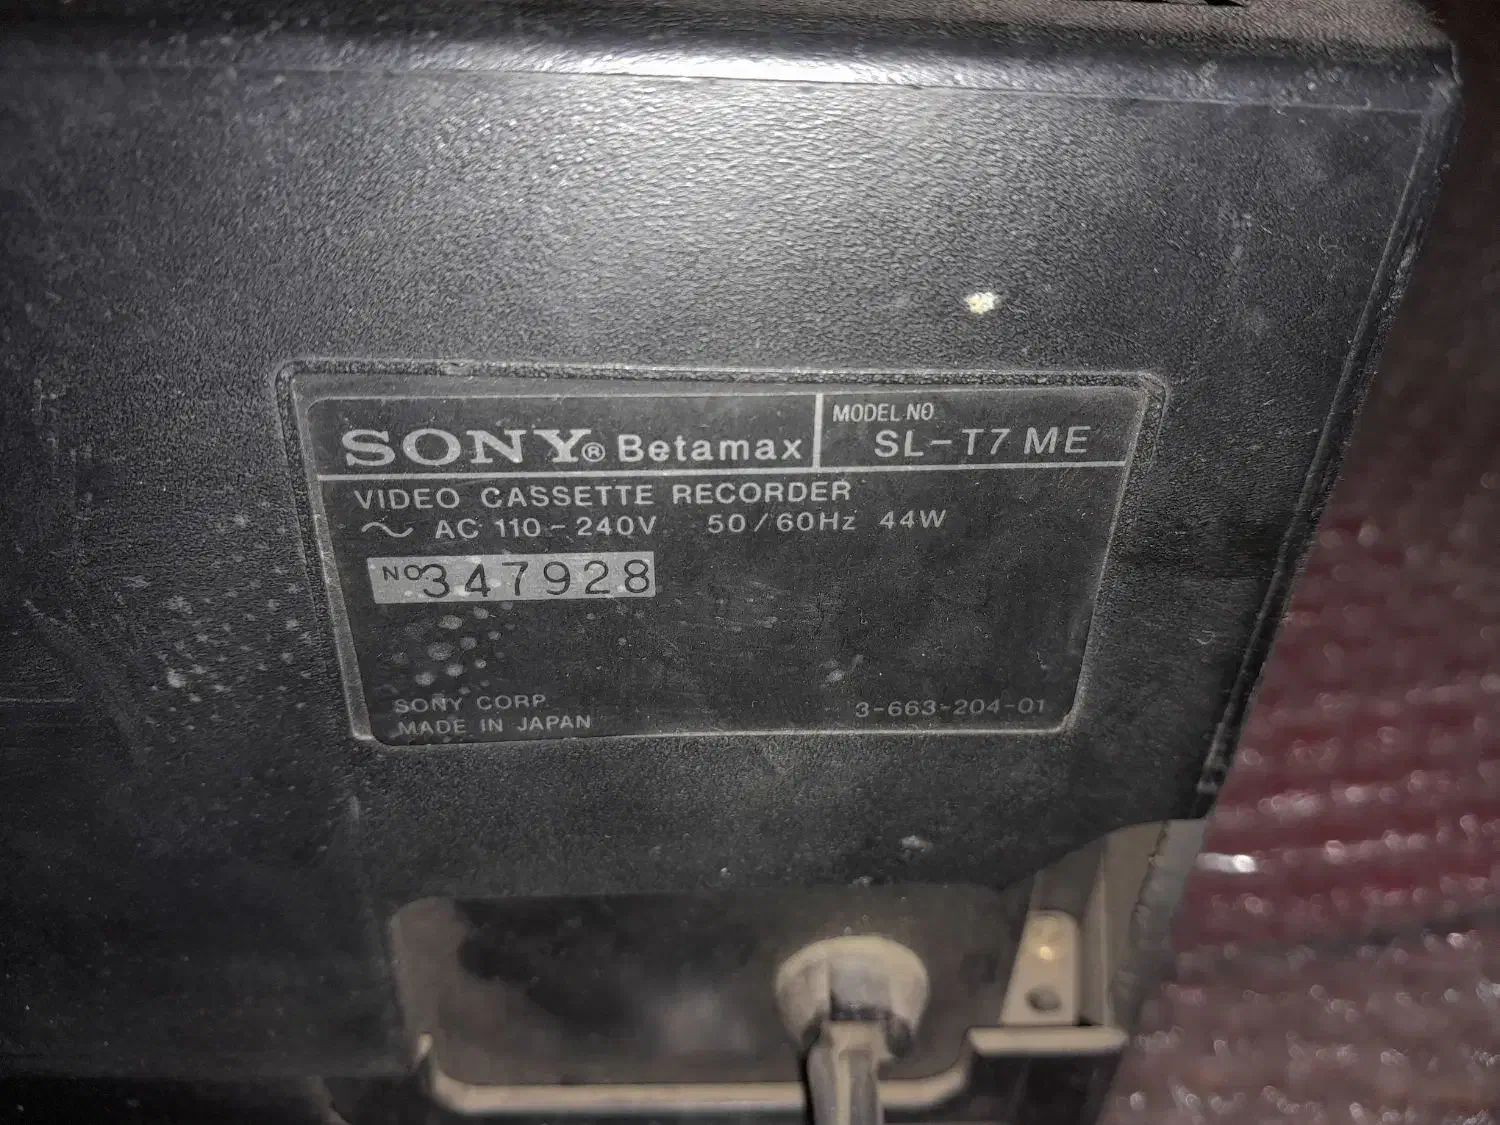 SONY® Betamax
MODEL NO.
SL-T7 ME
VIDEO CASSETTE RECORDER
～ AC 110-240V 50/60Hz 44W
No 347928
SONY CORP.
MADE IN JAPAN
3-663-204-01